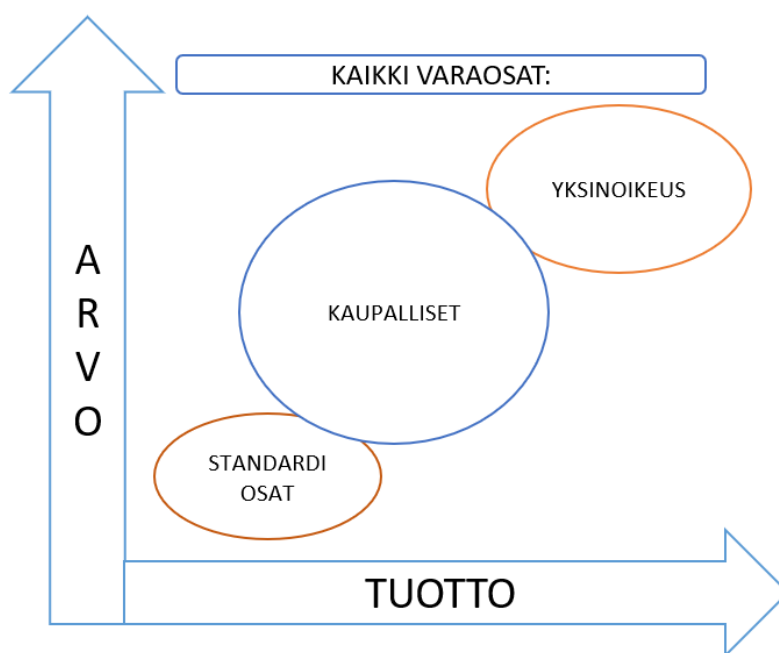 KAIKKI VARAOSAT:
YKSINOIKEUS
KAUPALLISET
STANDARDI
OSAT
A
R
V
O
TUOTTO